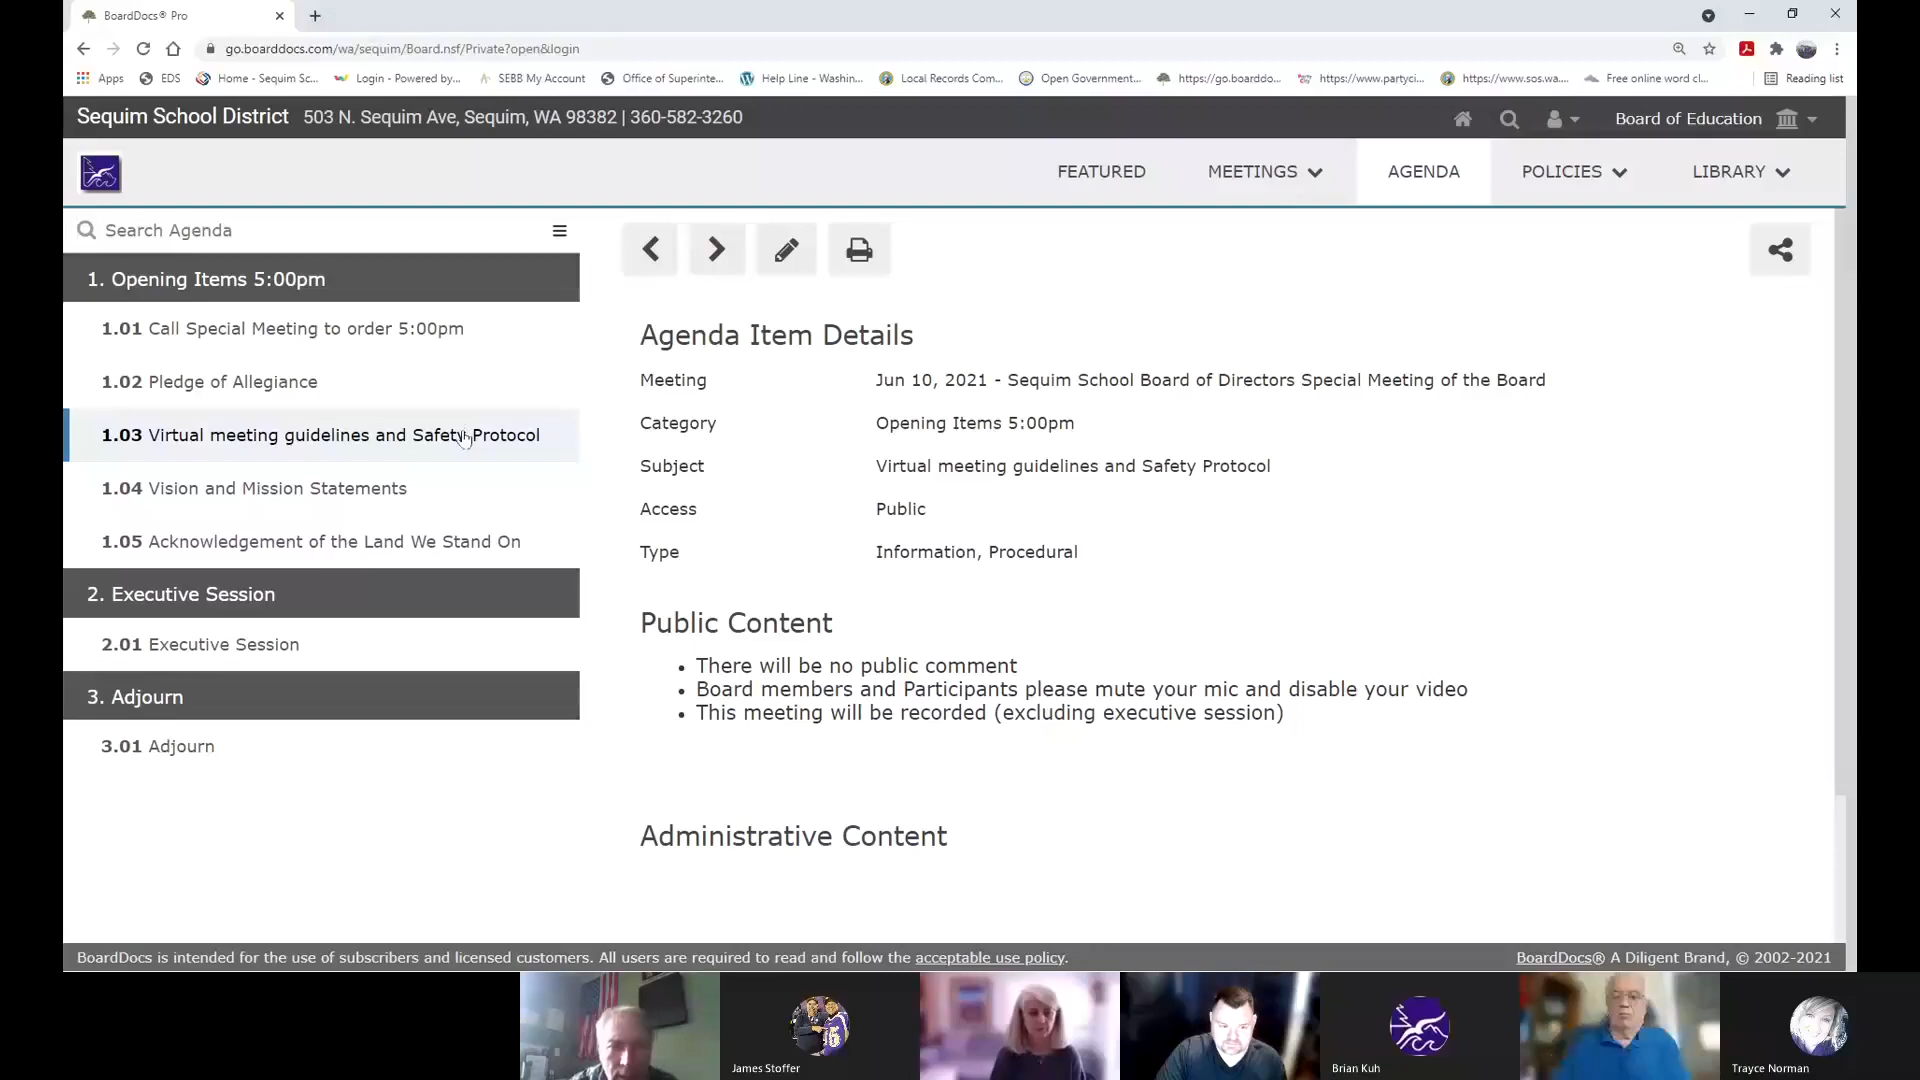 BoardDocs® Pro
go.boarddocs.com/wa/sequim/Board.nsf/Private?open&login
Apps EDS Home - Sequim Sc... Login - Powered by... SEBB My Account Office of Superinte... Help Line - Washin... Local Records Com... Open Government... https://go.boarddo... https://www.partyci... https://www.sos.wa.... Free online word cl... Reading list
Sequim School District 503 N. Sequim Ave, Sequim, WA 98382 | 360-582-3260 Board of Education
FEATURED MEETINGS AGENDA POLICIES LIBRARY
Search Agenda
1. Opening Items 5:00pm
1.01 Call Special Meeting to order 5:00pm
1.02 Pledge of Allegiance
1.03 Virtual meeting guidelines and Safety Protocol
1.04 Vision and Mission Statements
1.05 Acknowledgement of the Land We Stand On
2. Executive Session
2.01 Executive Session
3. Adjourn
3.01 Adjourn
Agenda Item Details
Meeting Jun 10, 2021 - Sequim School Board of Directors Special Meeting of the Board
Category Opening Items 5:00pm
Subject Virtual meeting guidelines and Safety Protocol
Access Public
Type Information, Procedural
Public Content
• There will be no public comment
• Board members and Participants please mute your mic and disable your video
• This meeting will be recorded (excluding executive session)
Administrative Content
BoardDocs is intended for the use of subscribers and licensed customers. All users are required to read and follow the acceptable use policy. BoardDocs® A Diligent Brand, © 2002-2021
James Stoffer Brian Kuh Trayce Norman